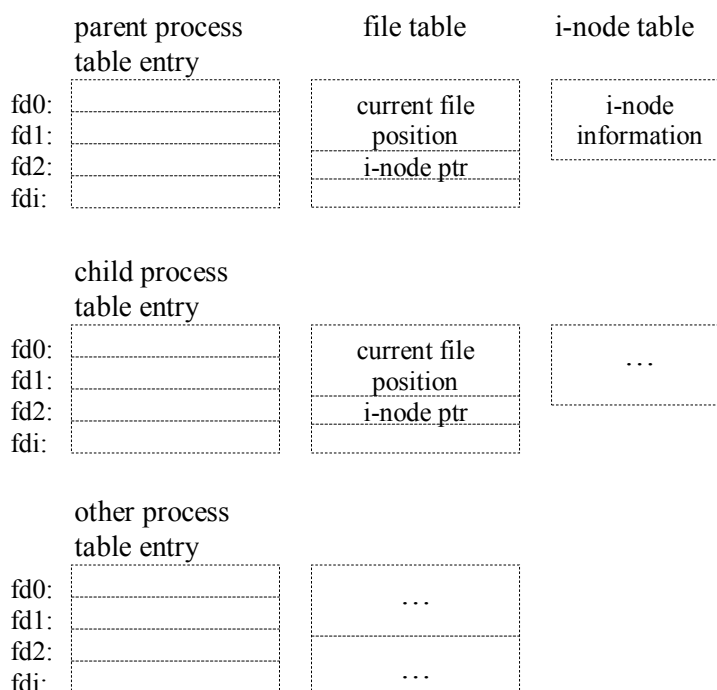 parent process
table entry
file table
i-node table
fd0:
fd1:
fd2:
fdi:
current file
position
i-node ptr
i-node
information
child process
table entry
fd0:
fd1:
fd2:
fdi:
current file
position
i-node ptr
...
other process
table entry
fd0:
fd1:
fd2:
fdi:
...
...